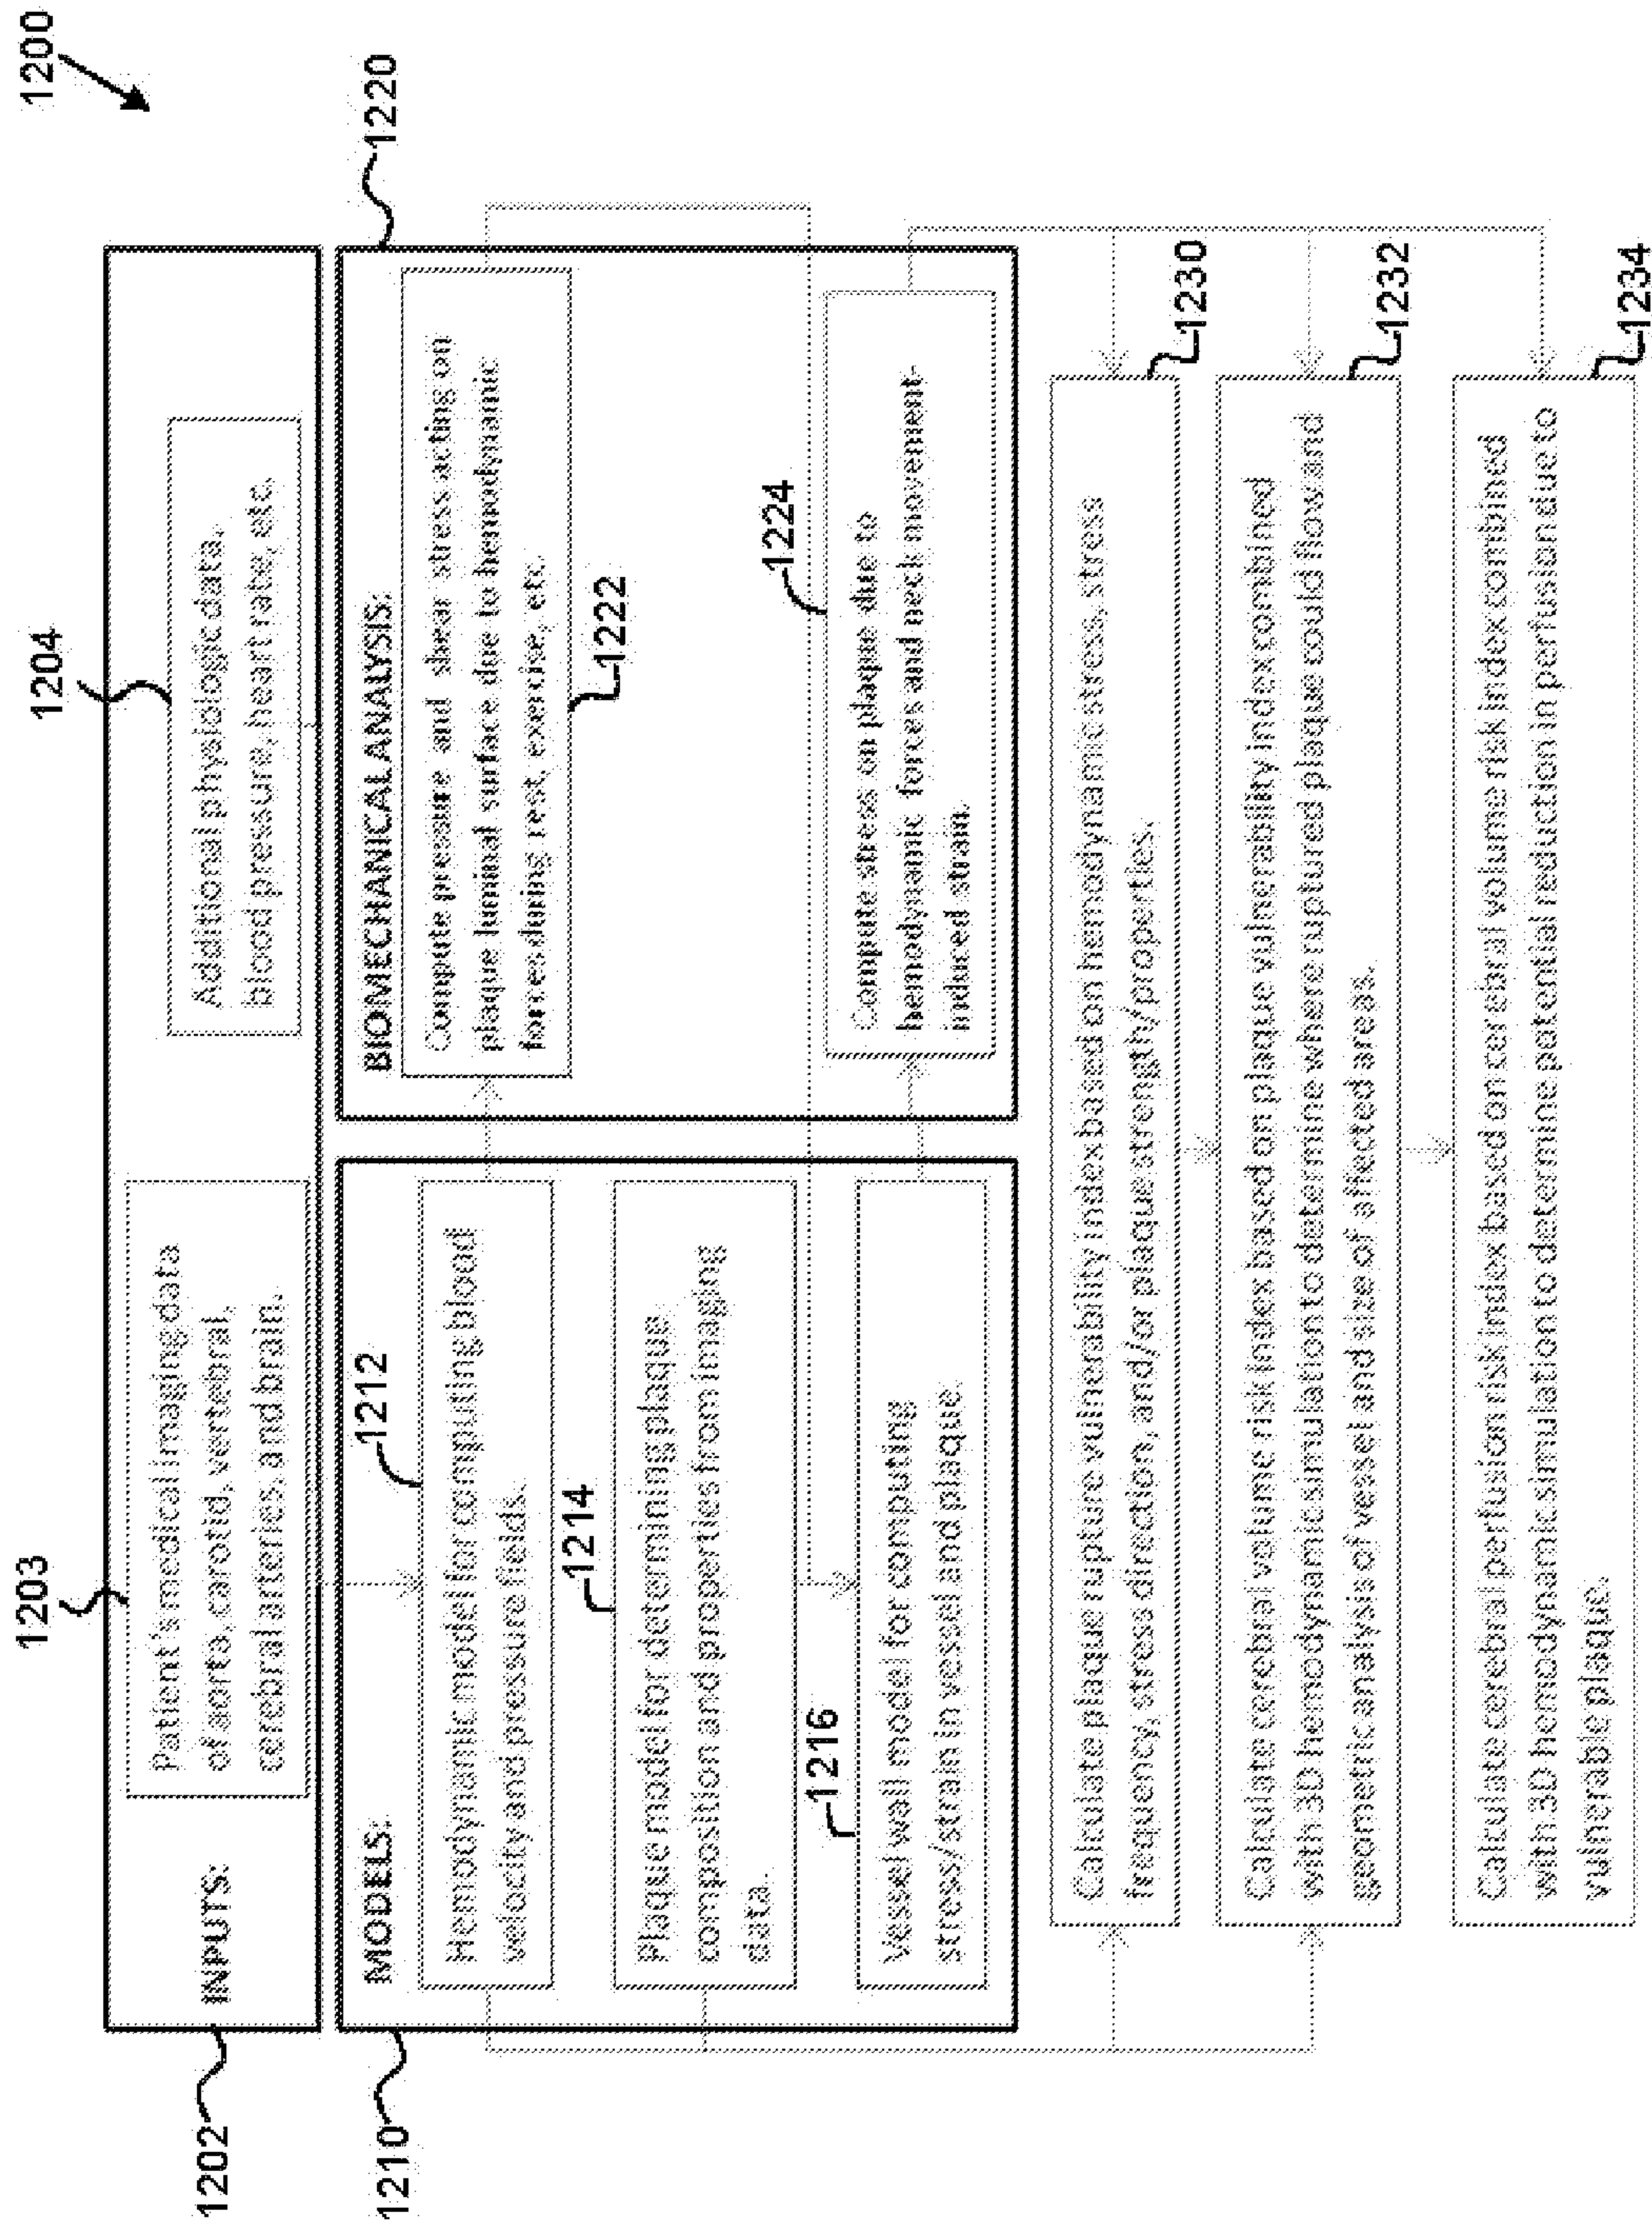 1200
1203
1204
1202
INPUTS:
Patient's medical imaging data
of aorta, carotid, vertebral,
cerebral arteries, and brain.
Additional physiologic data,
blood pressure, heart rate, etc.
1210
1220
MODELS:
1212
Hemodynamic model for computing blood
velocity and pressure fields.
1214
Plaque model for determining plaque
composition and properties from imaging
data.
1216
Vessel wall model for computing
stress/strain in vessel and plaque.
BIOMECHANICAL ANALYSIS:
Compute pressure and shear stress acting on
plaque luminal surface due to hemodynamic
forces during rest, exercise, etc.
1222
1224
Compute stress on plaque due to
hemodynamic forces and neck movement-
induced strain.
Calculate plaque rupture vulnerability index based on hemodynamic stress, stress
frequency, stress direction, and/or plaque strength/properties.
1230
Calculate cerebral volume risk index based on plaque vulnerability index combined
with 3D hemodynamic simulation to determine where ruptured plaque could flow and
geometric analysis of vessel and size of affected areas.
1232
Calculate cerebral perfusion risk index based on cerebral volume risk index combined
with 3D hemodynamic simulation to determine potential reduction in perfusion due to
vulnerable plaque.
1234